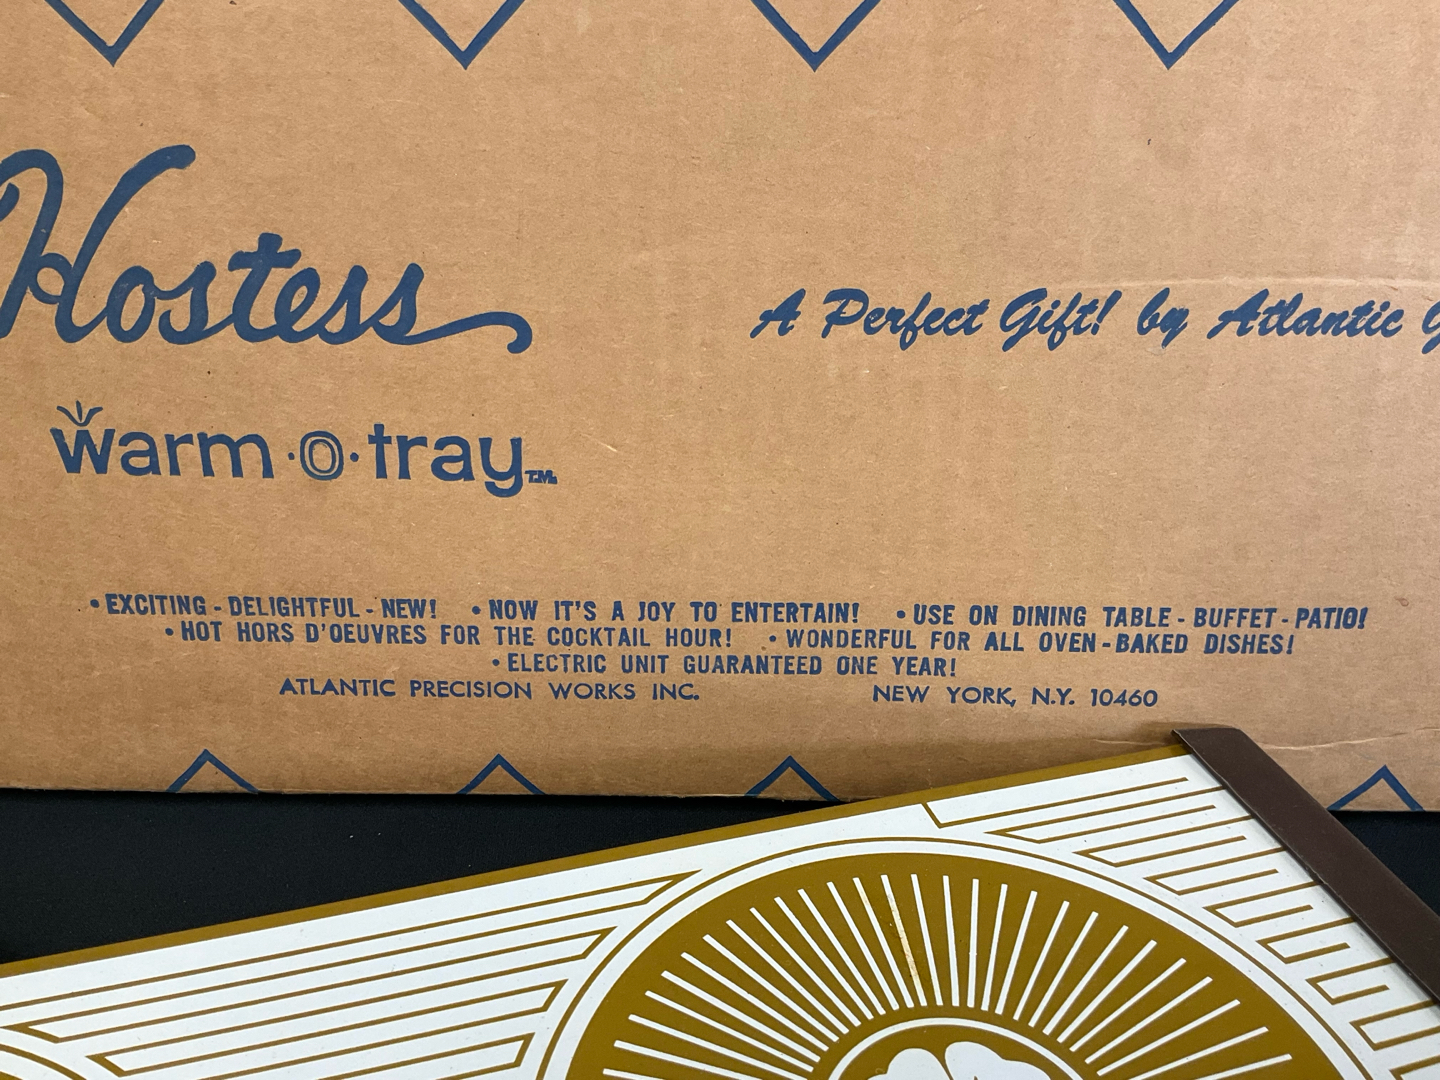 Hostess
A Perfect Gift! by Atlantic
warm·o·tray T.M.
• EXCITING - DELIGHTFUL - NEW! • NOW IT'S A JOY TO ENTERTAIN! • USE ON DINING TABLE - BUFFET - PATIO!
• HOT HORS D'OEUVRES FOR THE COCKTAIL HOUR! • WONDERFUL FOR ALL OVEN - BAKED DISHES!
• ELECTRIC UNIT GUARANTEED ONE YEAR!
ATLANTIC PRECISION WORKS INC. NEW YORK, N.Y. 10460